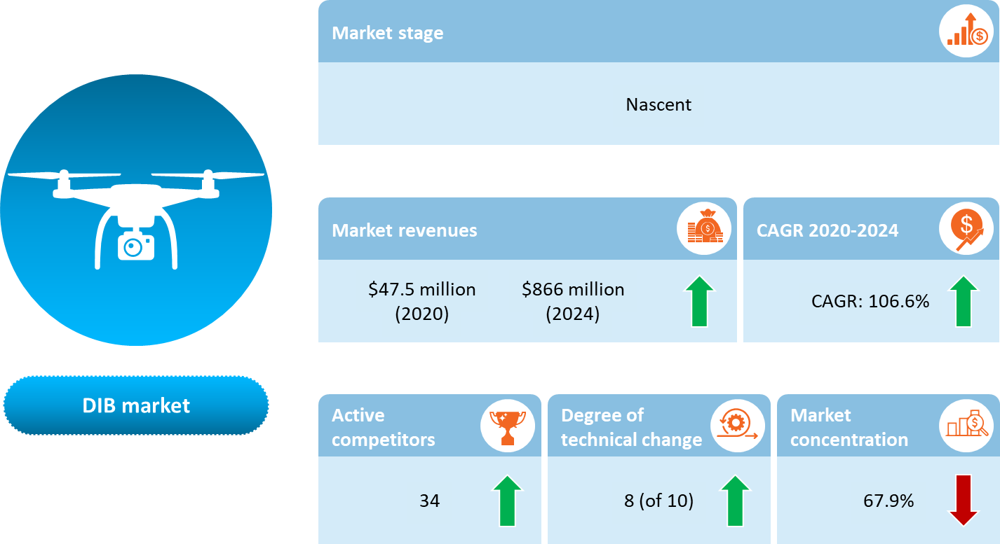 Market stage
Nascent
Market revenues
$47.5 million
(2020)
$866 million
(2024)
CAGR 2020-2024
CAGR: 106.6%
DIB market
Active
competitors
34
Degree of
technical change
8 (of 10)
Market
concentration
67.9%